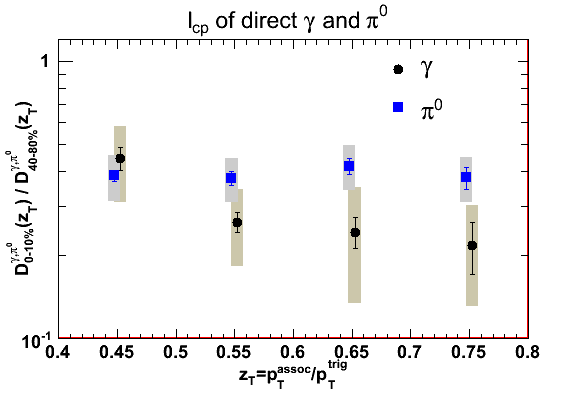 I_cp of direct γ and π^0
1
γ
π^0
D^{γ,π^0}_{0-10%}(z_T) / D^{γ,π^0}_{40-80%}(z_T)
10^-1
0.4 0.45 0.5 0.55 0.6 0.65 0.7 0.75 0.8
z_T=p_T^assoc/p_T^trig